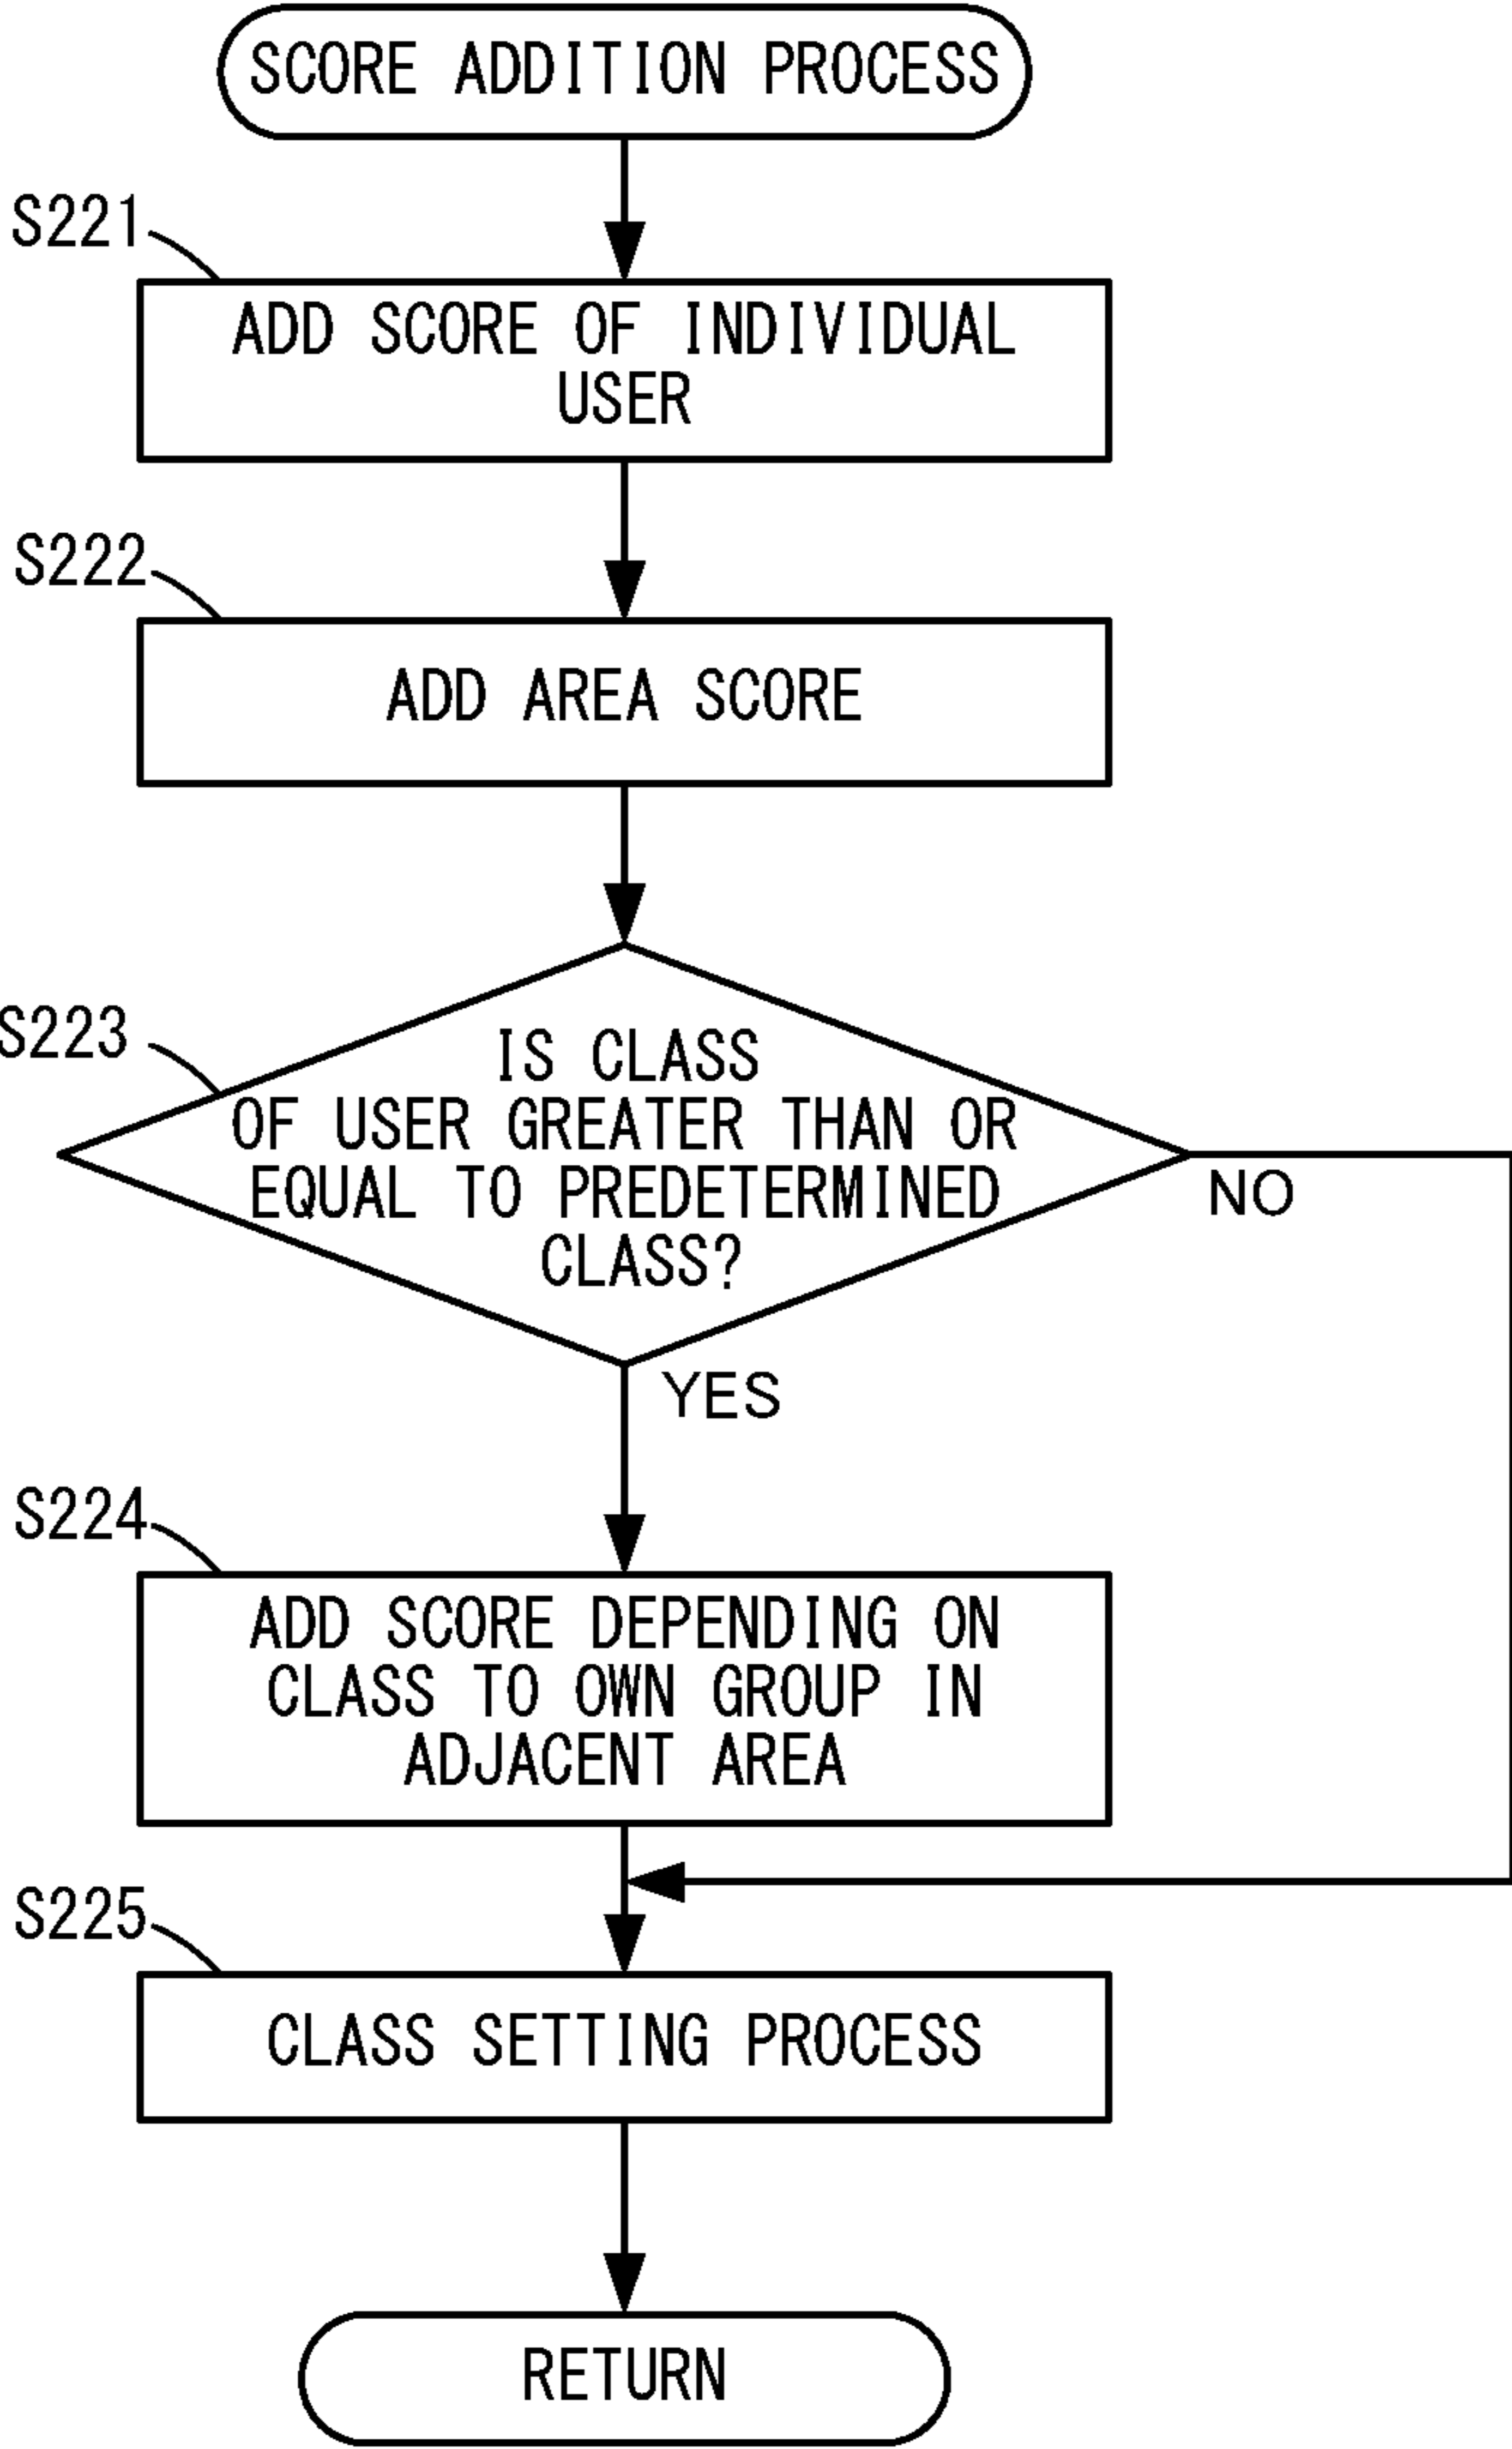 SCORE ADDITION PROCESS
S221
ADD SCORE OF INDIVIDUAL
USER
S222
ADD AREA SCORE
S223
IS CLASS
OF USER GREATER THAN OR
EQUAL TO PREDETERMINED
CLASS?
NO
YES
S224
ADD SCORE DEPENDING ON
CLASS TO OWN GROUP IN
ADJACENT AREA
S225
CLASS SETTING PROCESS
RETURN